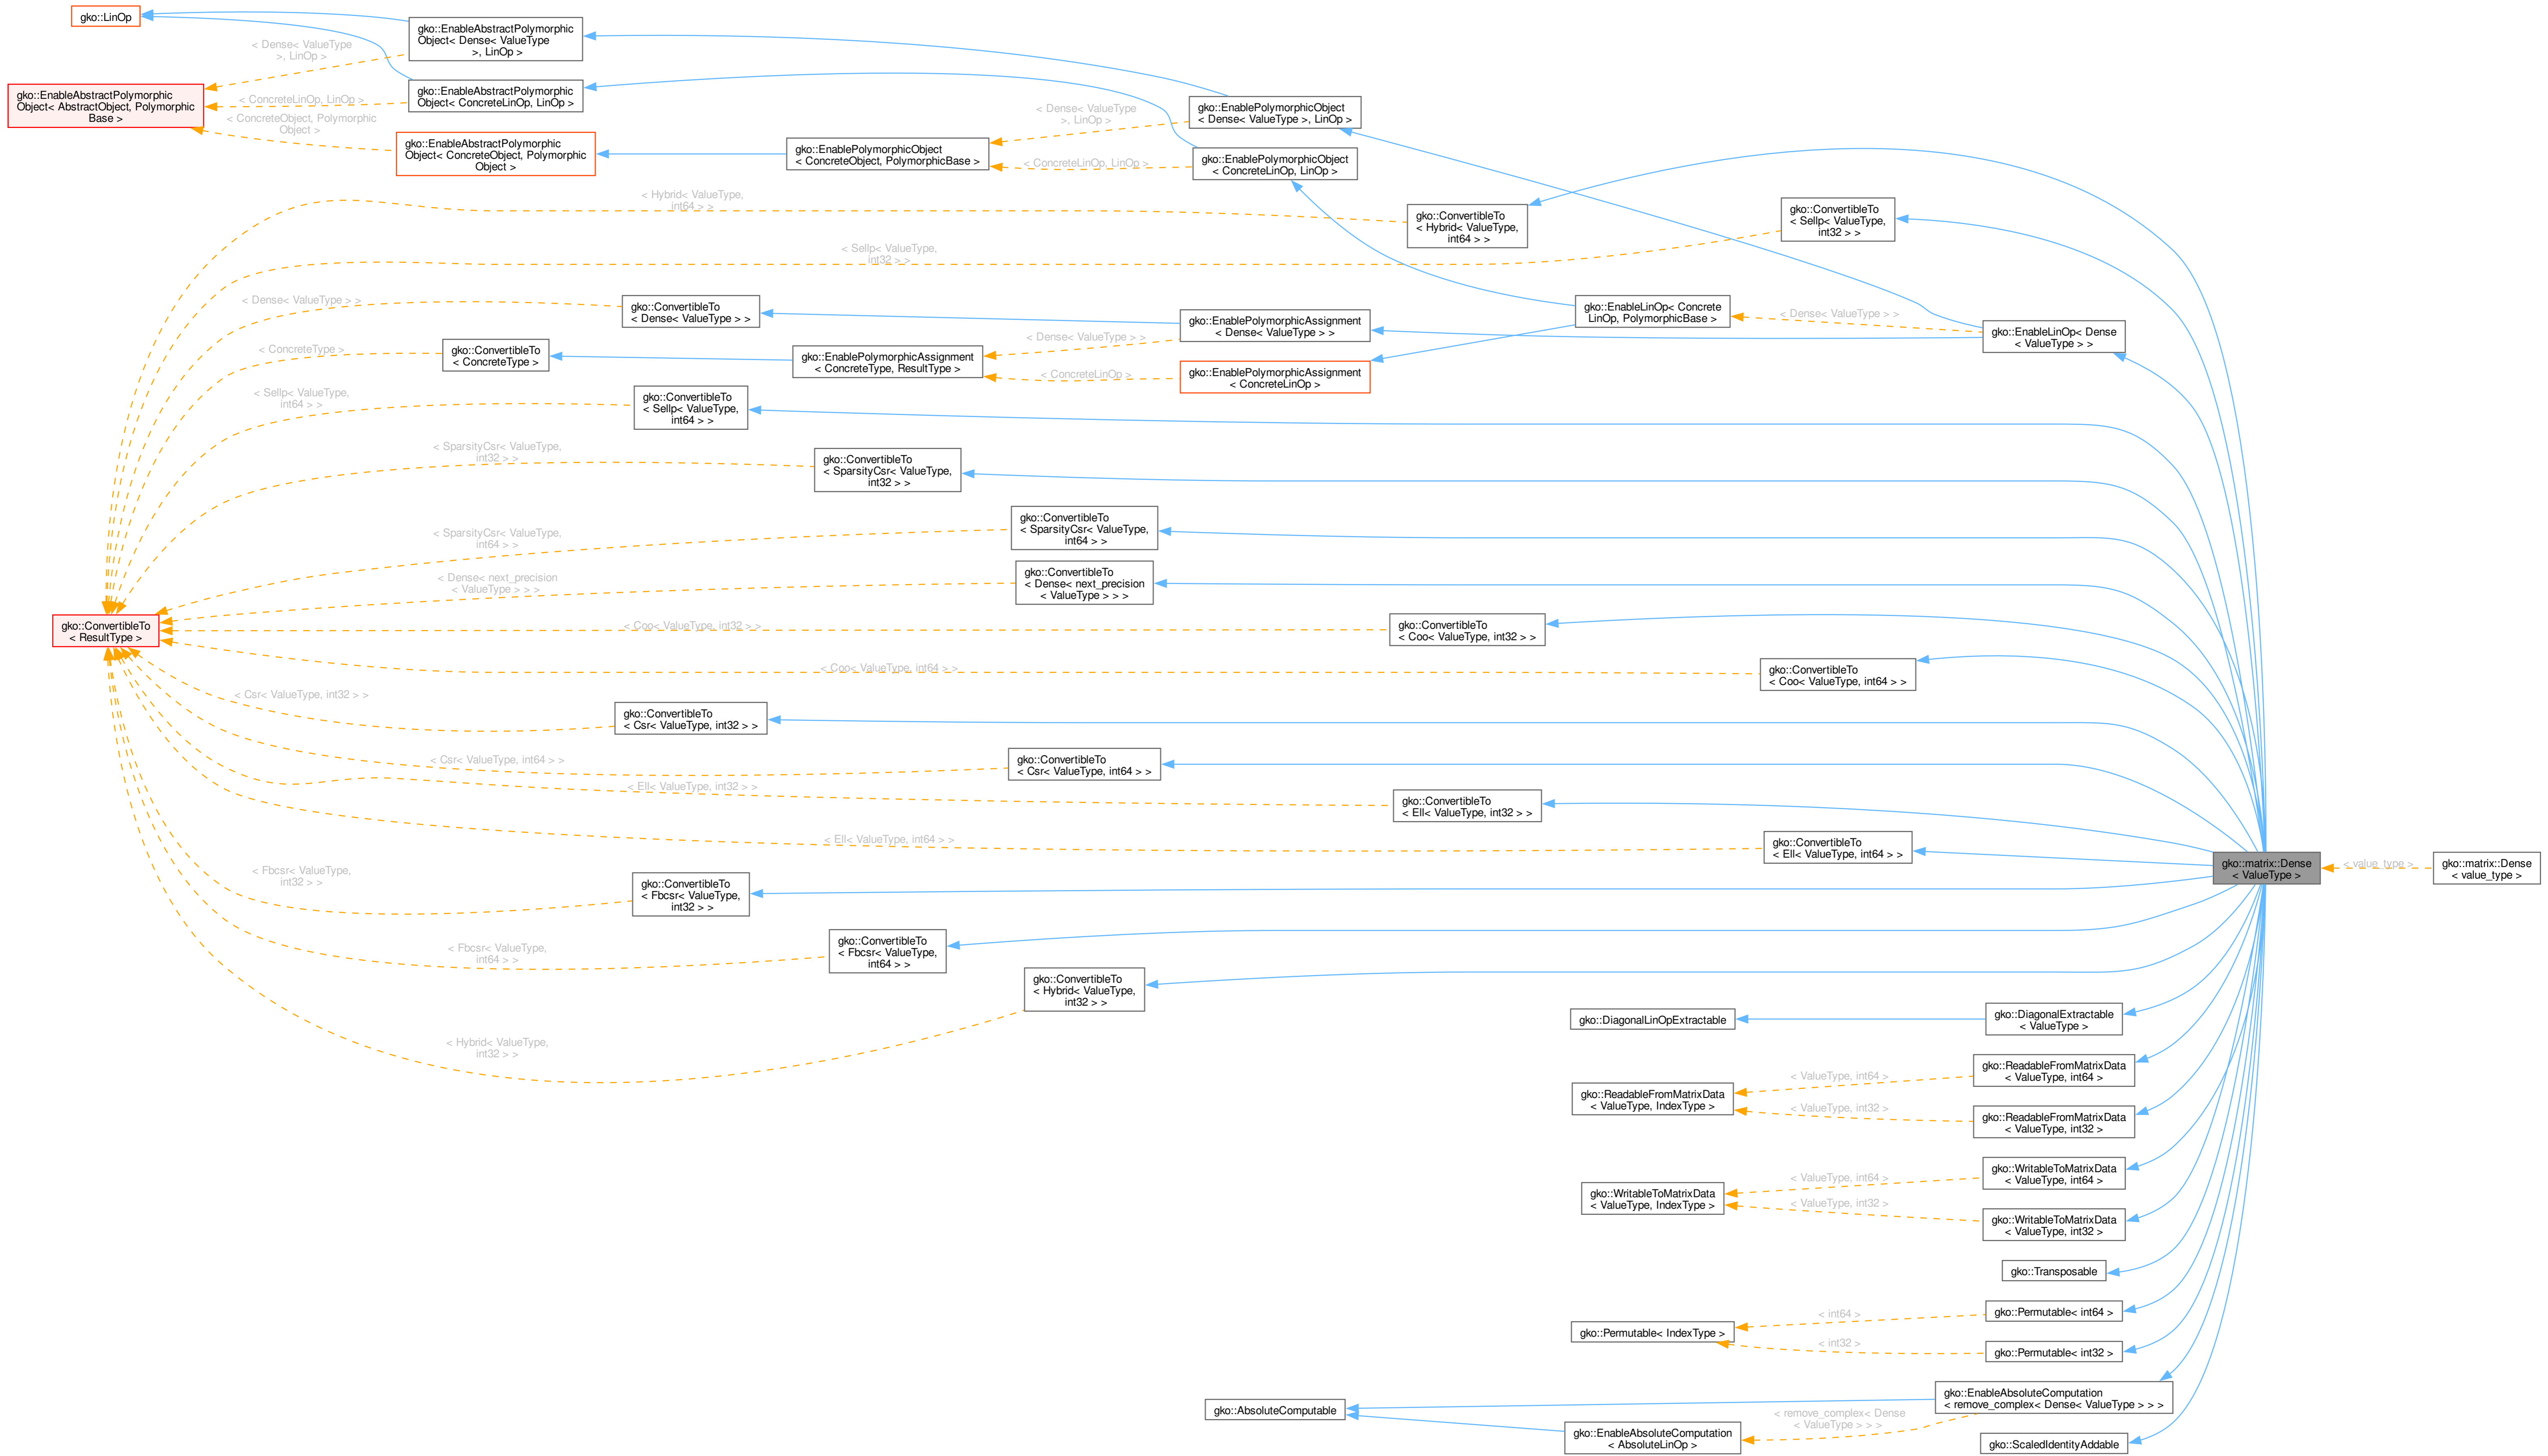 gko::LinOp
gko::EnableAbstractPolymorphic
Object< Dense< ValueType
>, LinOp >
< Dense< ValueType
>, LinOp >
gko::EnableAbstractPolymorphic
Object< AbstractObject, Polymorphic
Base >
gko::EnableAbstractPolymorphic
Object< ConcreteLinOp, LinOp >
< ConcreteLinOp, LinOp >
< ConcreteObject, Polymorphic
Object >
gko::EnableAbstractPolymorphic
Object< ConcreteObject, Polymorphic
Object >
gko::EnablePolymorphicObject
< ConcreteObject, PolymorphicBase >
< Dense< ValueType
>, LinOp >
< ConcreteLinOp, LinOp >
gko::EnablePolymorphicObject
< Dense< ValueType >, LinOp >
gko::EnablePolymorphicObject
< ConcreteLinOp, LinOp >
< Hybrid< ValueType,
int64 > >
gko::ConvertibleTo
< Hybrid< ValueType,
int64 > >
gko::ConvertibleTo
< Sellp< ValueType,
int32 > >
< Sellp< ValueType,
int32 > >
< Dense< ValueType > >
gko::ConvertibleTo
< Dense< ValueType > >
gko::EnablePolymorphicAssignment
< Dense< ValueType > >
gko::EnableLinOp< Concrete
LinOp, PolymorphicBase >
< Dense< ValueType > >
gko::EnableLinOp< Dense
< ValueType > >
< ConcreteType >
gko::ConvertibleTo
< ConcreteType >
gko::EnablePolymorphicAssignment
< ConcreteType, ResultType >
< Dense< ValueType > >
< ConcreteLinOp >
gko::EnablePolymorphicAssignment
< ConcreteLinOp >
< Sellp< ValueType,
int64 > >
gko::ConvertibleTo
< Sellp< ValueType,
int64 > >
< SparsityCsr< ValueType,
int32 > >
gko::ConvertibleTo
< SparsityCsr< ValueType,
int32 > >
< SparsityCsr< ValueType,
int64 > >
gko::ConvertibleTo
< SparsityCsr< ValueType,
int64 > >
< Dense< next_precision
< ValueType > > >
gko::ConvertibleTo
< Dense< next_precision
< ValueType > > >
gko::ConvertibleTo
< ResultType >
< Coo< ValueType, int32 > >
gko::ConvertibleTo
< Coo< ValueType, int32 > >
< Coo< ValueType, int64 > >
gko::ConvertibleTo
< Coo< ValueType, int64 > >
< Csr< ValueType, int32 > >
gko::ConvertibleTo
< Csr< ValueType, int32 > >
< Csr< ValueType, int64 > >
gko::ConvertibleTo
< Csr< ValueType, int64 > >
< Ell< ValueType, int32 > >
gko::ConvertibleTo
< Ell< ValueType, int32 > >
< Ell< ValueType, int64 > >
gko::ConvertibleTo
< Ell< ValueType, int64 > >
gko::matrix::Dense
< ValueType >
< value_type >
gko::matrix::Dense
< value_type >
< Fbcsr< ValueType,
int32 > >
gko::ConvertibleTo
< Fbcsr< ValueType,
int32 > >
< Fbcsr< ValueType,
int64 > >
gko::ConvertibleTo
< Fbcsr< ValueType,
int64 > >
< Hybrid< ValueType,
int32 > >
gko::ConvertibleTo
< Hybrid< ValueType,
int32 > >
gko::DiagonalLinOpExtractable
gko::DiagonalExtractable
< ValueType >
gko::ReadableFromMatrixData
< ValueType, IndexType >
< ValueType, int64 >
< ValueType, int32 >
gko::ReadableFromMatrixData
< ValueType, int64 >
gko::ReadableFromMatrixData
< ValueType, int32 >
gko::WritableToMatrixData
< ValueType, IndexType >
< ValueType, int64 >
< ValueType, int32 >
gko::WritableToMatrixData
< ValueType, int64 >
gko::WritableToMatrixData
< ValueType, int32 >
gko::Transposable
gko::Permutable< IndexType >
< int64 >
< int32 >
gko::Permutable< int64 >
gko::Permutable< int32 >
gko::AbsoluteComputable
gko::EnableAbsoluteComputation
< remove_complex< Dense< ValueType > > >
< remove_complex< Dense
< ValueType > > >
gko::EnableAbsoluteComputation
< AbsoluteLinOp >
gko::ScaledIdentityAddable